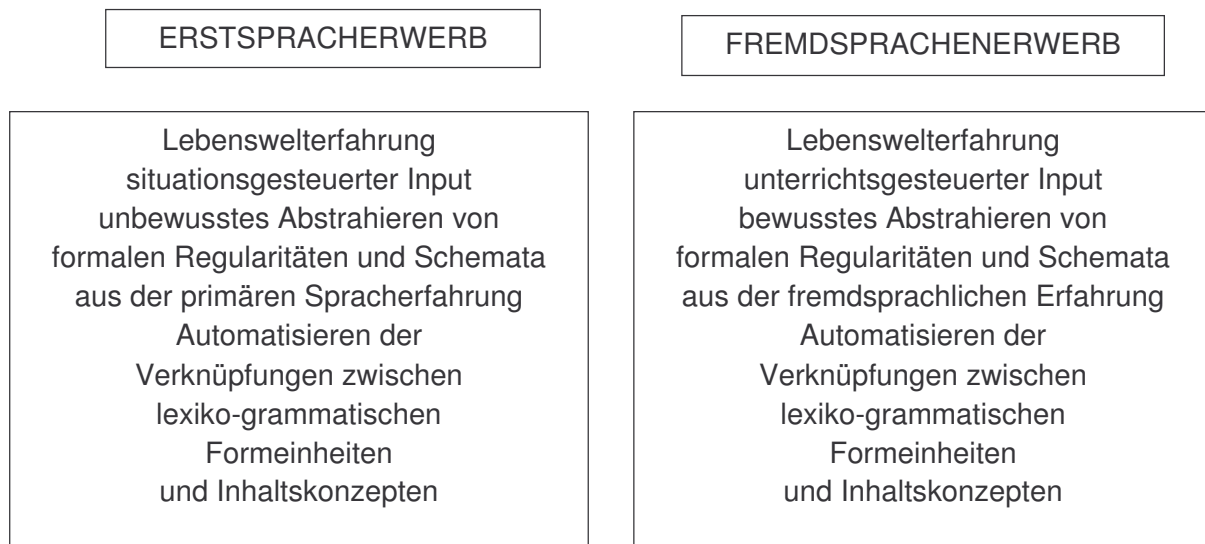 ERSTSPRACHERWERB
Lebenswelterfahrung
situationsgesteuerter Input
unbewusstes Abstrahieren von
formalen Regularitäten und Schemata
aus der primären Spracherfahrung
Automatisieren der
Verknüpfungen zwischen
lexiko-grammatischen
Formeinheiten
und Inhaltskonzepten
FREMDSPRACHENERWERB
Lebenswelterfahrung
unterrichtsgesteuerter Input
bewusstes Abstrahieren von
formalen Regularitäten und Schemata
aus der fremdsprachlichen Erfahrung
Automatisieren der
Verknüpfungen zwischen
lexiko-grammatischen
Formeinheiten
und Inhaltskonzepten